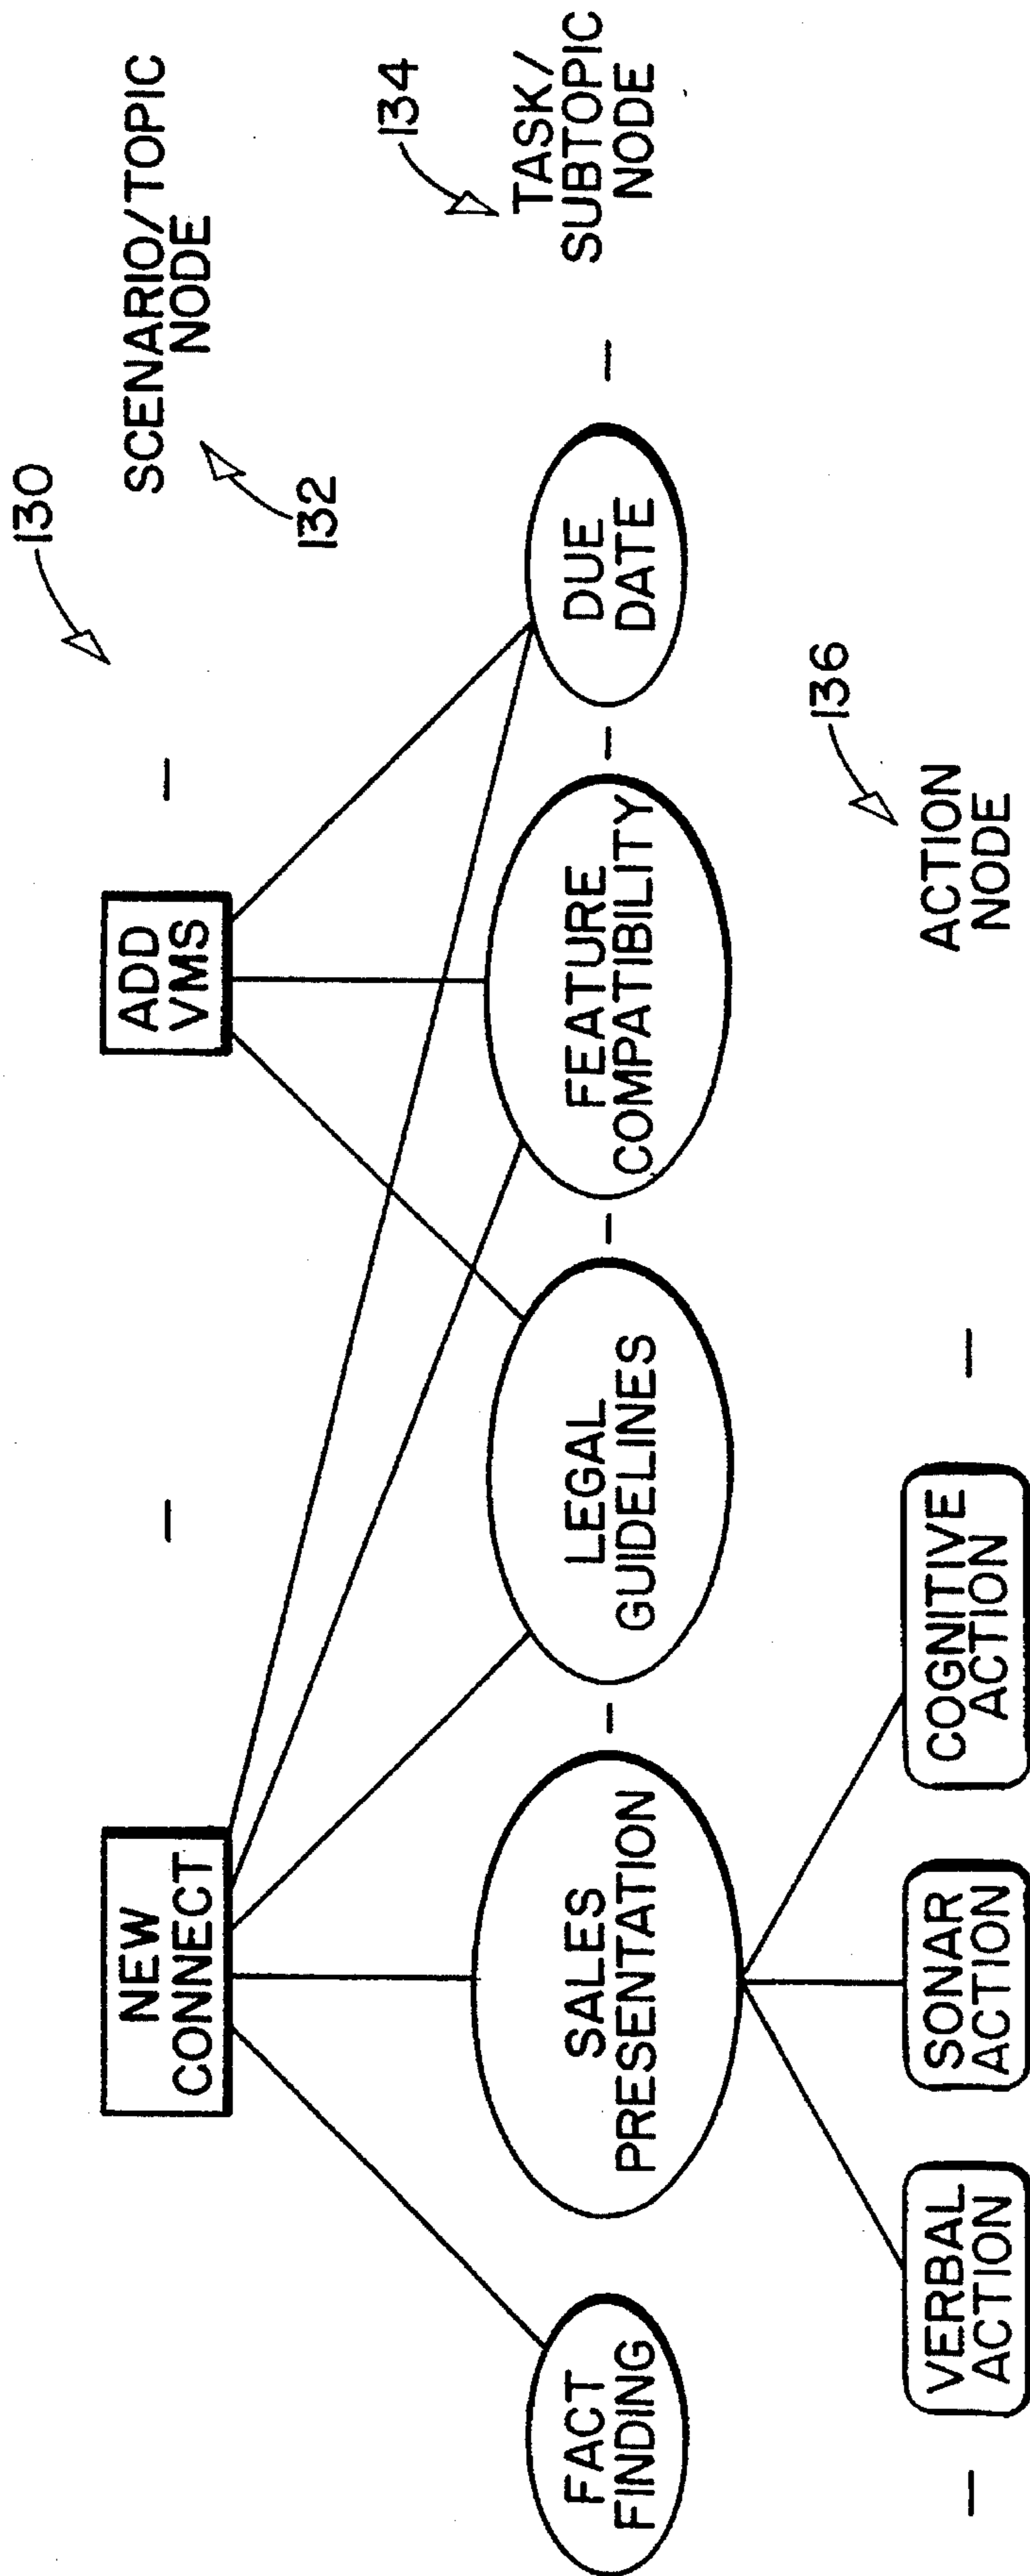 130
SCENARIO/TOPIC
NODE
132
NEW
CONNECT
ADD
VMS
134
TASK/
SUBTOPIC
NODE
FACT
FINDING
SALES
PRESENTATION
LEGAL
GUIDELINES
FEATURE
COMPATIBILITY
DUE
DATE
136
ACTION
NODE
VERBAL
ACTION
SONAR
ACTION
COGNITIVE
ACTION